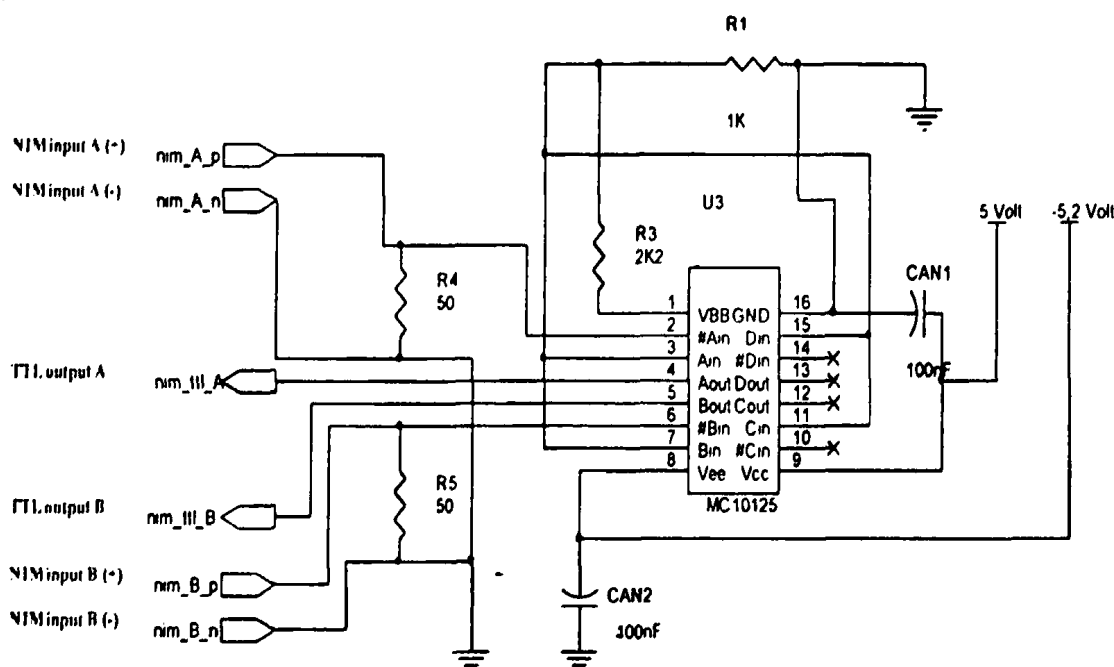 R1
1K
NIM input A (+)
nim_A_p
NIM input A (-)
nim_A_n
U3
5 Volt
-5,2 Volt
R3
2K2
CAN1
100nF
R4
50
1
2
3
4
5
6
7
8
VBB
#Ain
Ain
Aout
Bout
#Bin
Bin
Vee
GND
Din
#Din
Dout
Cout
Cin
#Cin
Vcc
16
15
14
13
12
11
10
9
MC10125
TTL output A
nim_ttl_A
R5
50
TTL output B
nim_ttl_B
NIM input B (+)
nim_B_p
NIM input B (-)
nim_B_n
CAN2
100nF